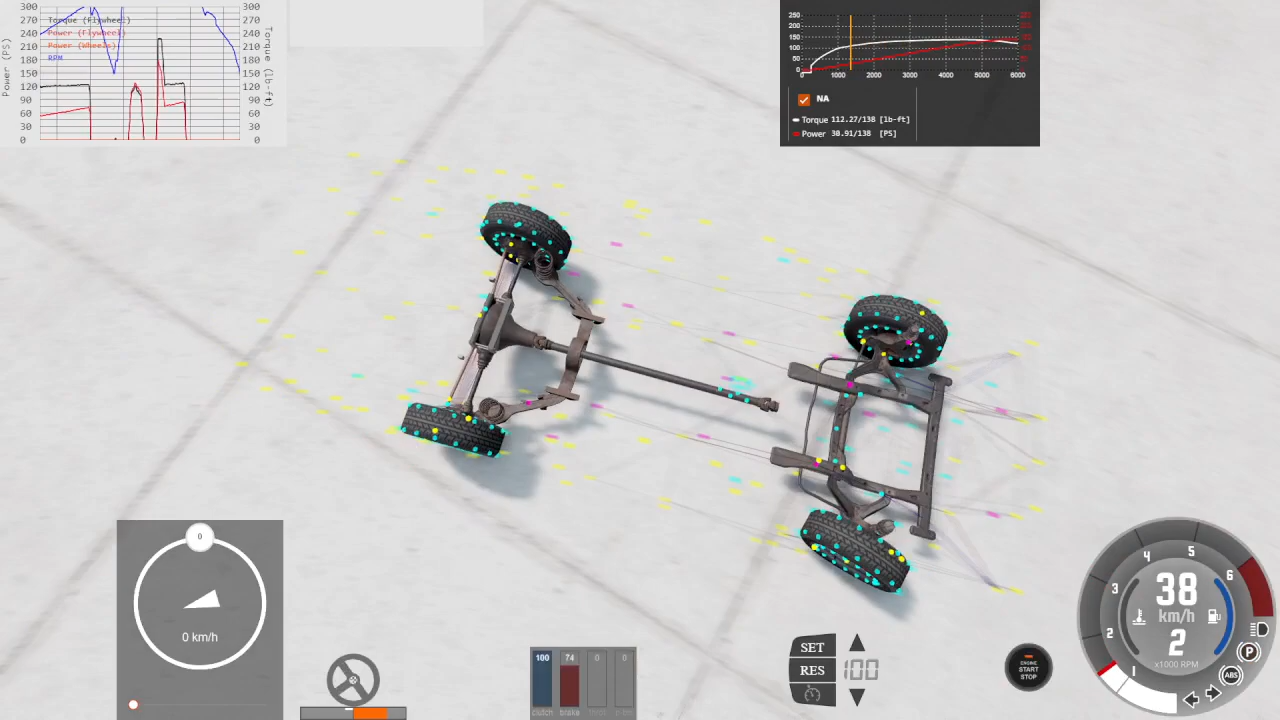 300
270
240
210
180
150
120
90
60
30
0
Power (PS)
Torque (Flywheel)
Power (Flywheel)
Power (Wheels)
RPM
300
270
240
210
180
150
120
90
60
30
0
Torque (lb-ft)
250
200
150
100
50
0
0 1000 2000 3000 4000 5000 6000
NA
Torque 112.27/138 [lb-ft]
Power 30.91/138 [PS]
0
0 km/h
100 74 0 0
clutch brake
SET
RES
100
ENGINE
START
STOP
1
2
3
4
5
6
38
km/h
2
x1000 RPM
P
ABS